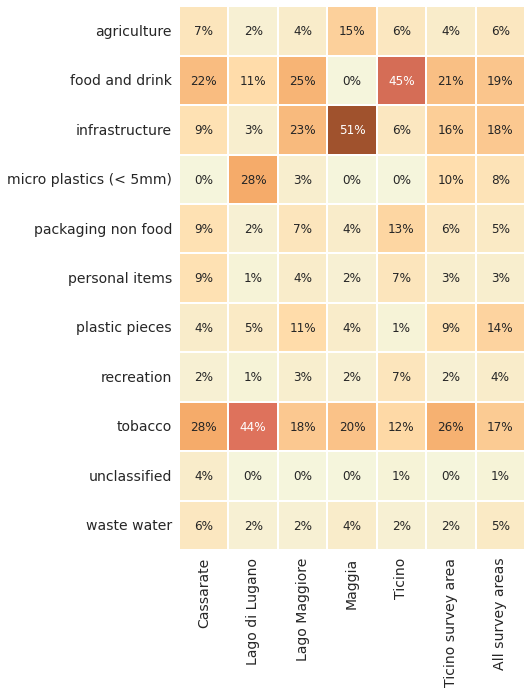 agriculture 7% 2% 4% 15% 6% 4% 6%
food and drink 22% 11% 25% 0% 45% 21% 19%
infrastructure 9% 3% 23% 51% 6% 16% 18%
micro plastics (< 5mm) 0% 28% 3% 0% 0% 10% 8%
packaging non food 9% 2% 7% 4% 13% 6% 5%
personal items 9% 1% 4% 2% 7% 3% 3%
plastic pieces 4% 5% 11% 4% 1% 9% 14%
recreation 2% 1% 3% 2% 7% 2% 4%
tobacco 28% 44% 18% 20% 12% 26% 17%
unclassified 4% 0% 0% 0% 1% 0% 1%
waste water 6% 2% 2% 4% 2% 2% 5%
Cassarate
Lago di Lugano
Lago Maggiore
Maggia
Ticino
Ticino survey area
All survey areas